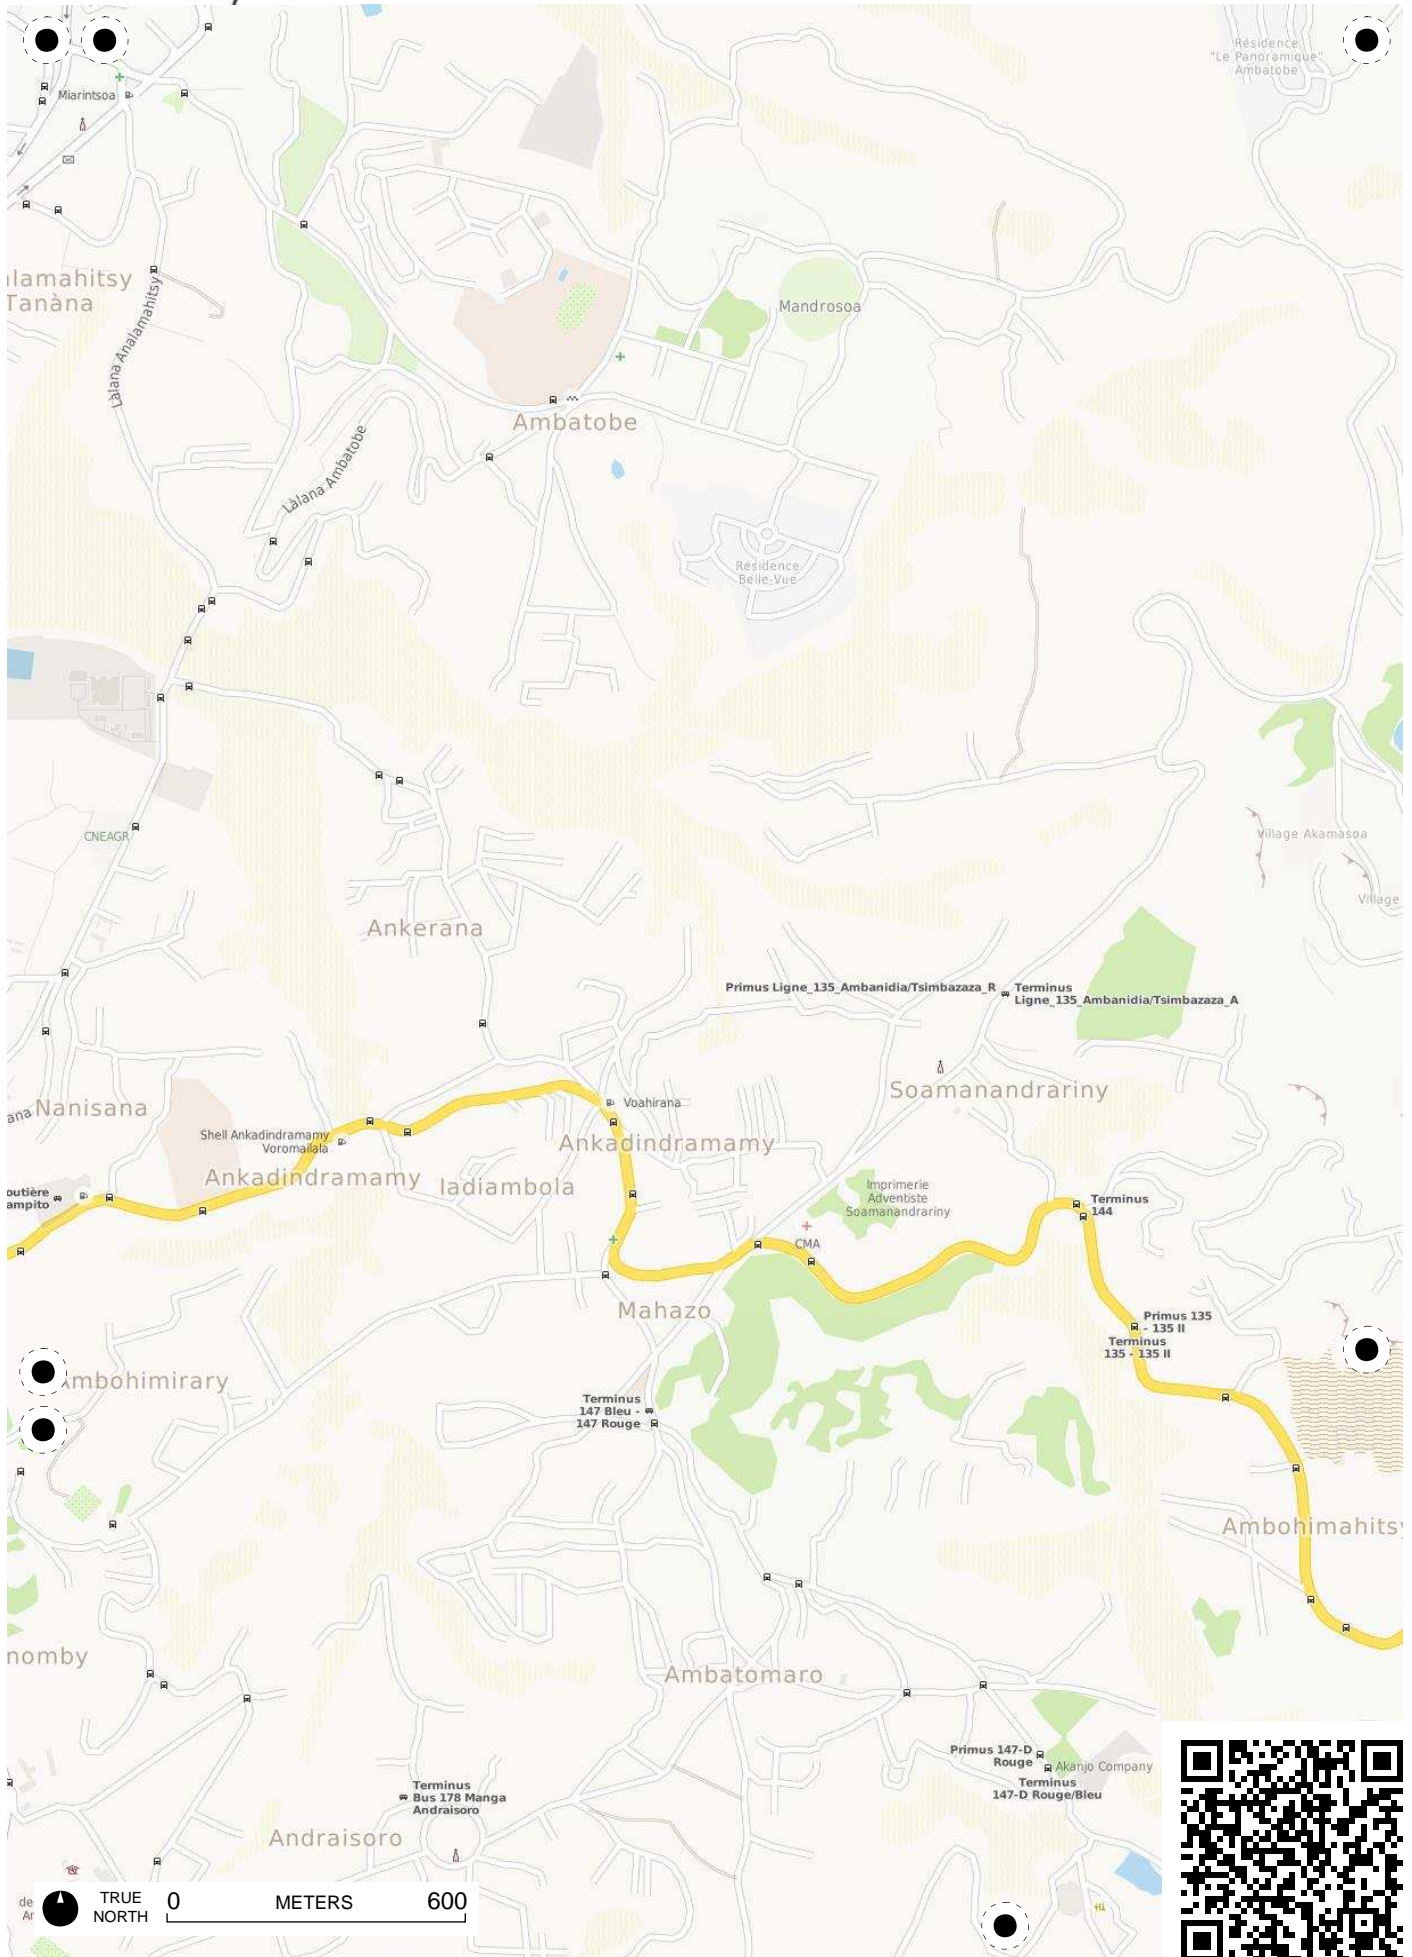 Résidence
"Le Panoramique"
Ambatobe
Miarintsoa
Làlana Analamahitsy
Tanàna
Mandrosoa
Ambatobe
Làlana Ambatobe
Résidence
Belle-Vue
CNEAGR
Village Akamasoa
Village
Ankerana
Primus Ligne_135_Ambanidia/Tsimbazaza_R
Terminus
Ligne_135_Ambanidia/Tsimbazaza_A
Soamanandrariny
Nanisana
Voahirana
Shell Ankadindramamy
Voromailala
Ankadindramamy
Ankadindramamy
Iadiambola
Imprimerie
Adventiste
Soamanandrariny
Terminus
144
CMA
Mahazo
Primus 135
- 135 II
Terminus
135 - 135 II
Terminus
147 Bleu -
147 Rouge
Ambohimirary
Ambohimahitsy
nomby
Ambatomaro
Primus 147-D
Rouge
Akanjo Company
Terminus
147-D Rouge/Bleu
Terminus
Bus 178 Manga
Andraisoro
Andraisoro
TRUE
NORTH
0 METERS 600